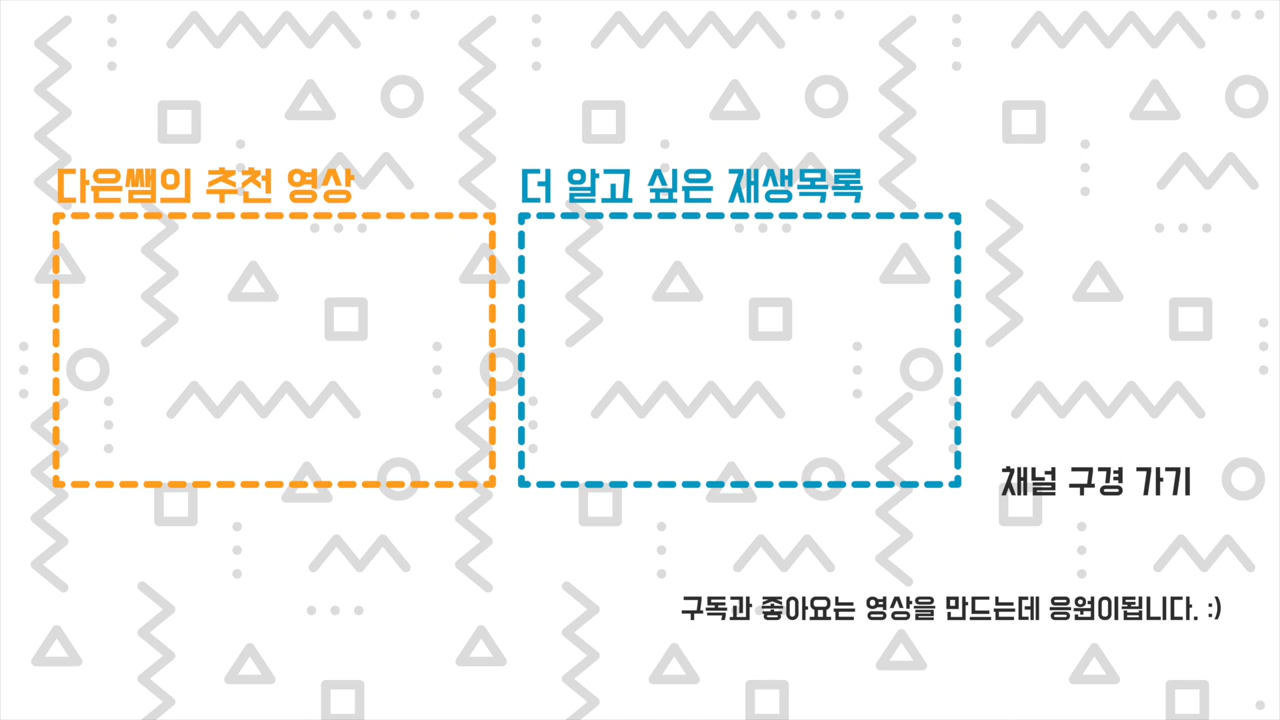 다은쌤의 추천 영상
더 알고 싶은 재생목록
채널 구경 가기
구독과 좋아요는 영상을 만드는데 응원이됩니다. :)